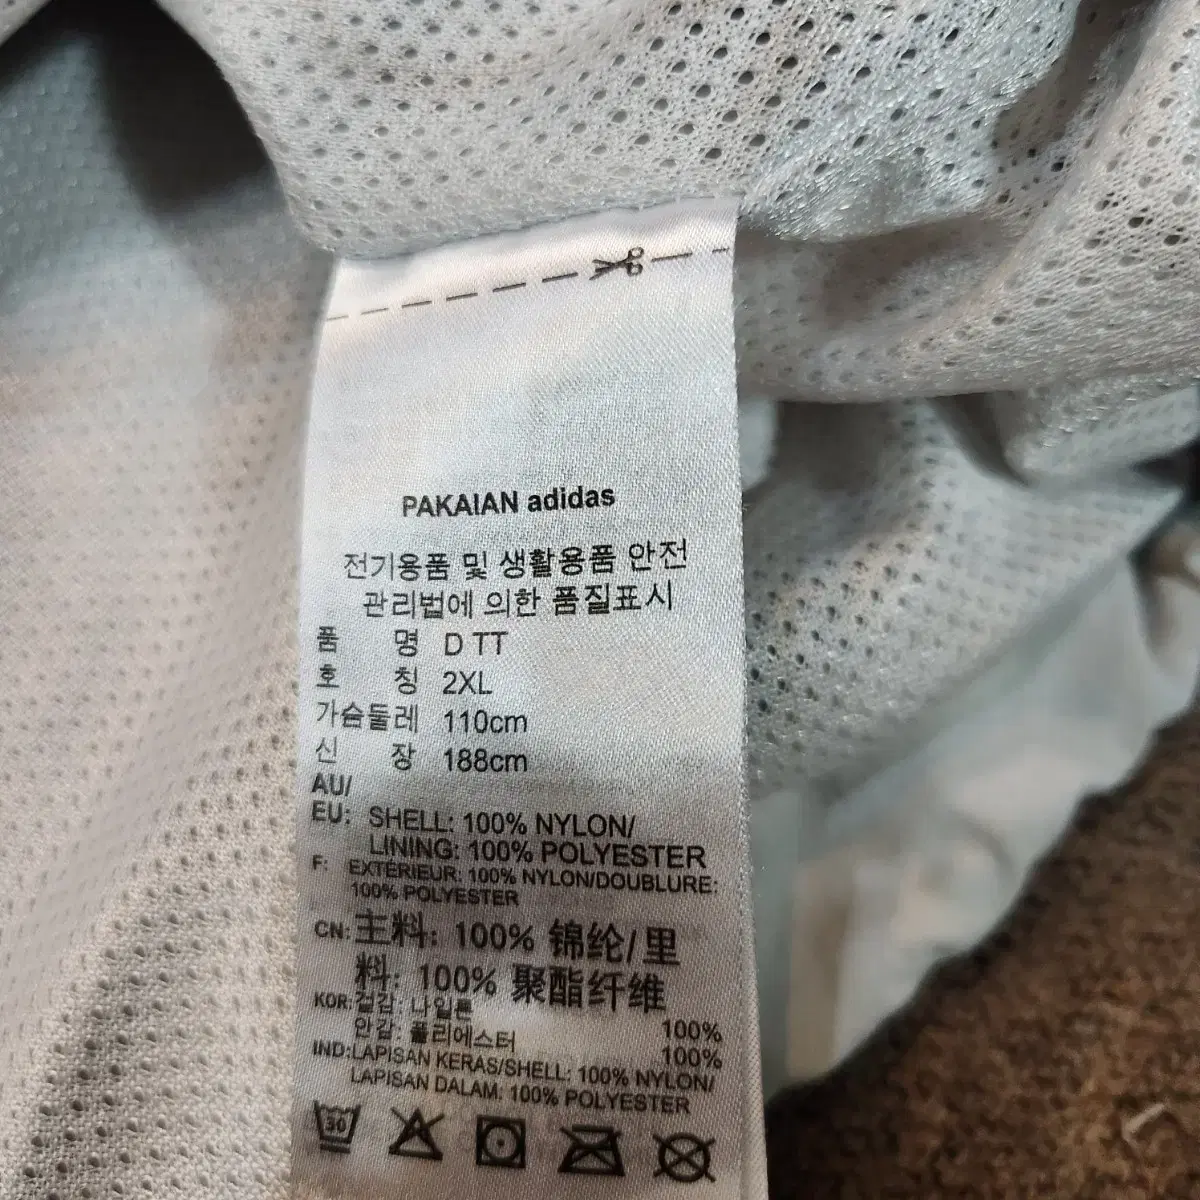 PAKAIAN adidas
전기용품 및 생활용품 안전
관리법에 의한 품질표시
품 명 D TT
호 칭 2XL
가슴둘레 110cm
신 장 188cm
AU/
EU: SHELL: 100% NYLON/
LINING: 100% POLYESTER
F: EXTÉRIEUR: 100% NYLON/DOUBLURE:
100% POLYESTER
CN: 主料: 100% 锦纶/里
料: 100% 聚酯纤维
KOR: 겉감: 나일론 100%
안감: 폴리에스터 100%
IND: LAPISAN KERAS/SHELL: 100% NYLON/
LAPISAN DALAM: 100% POLYESTER
30